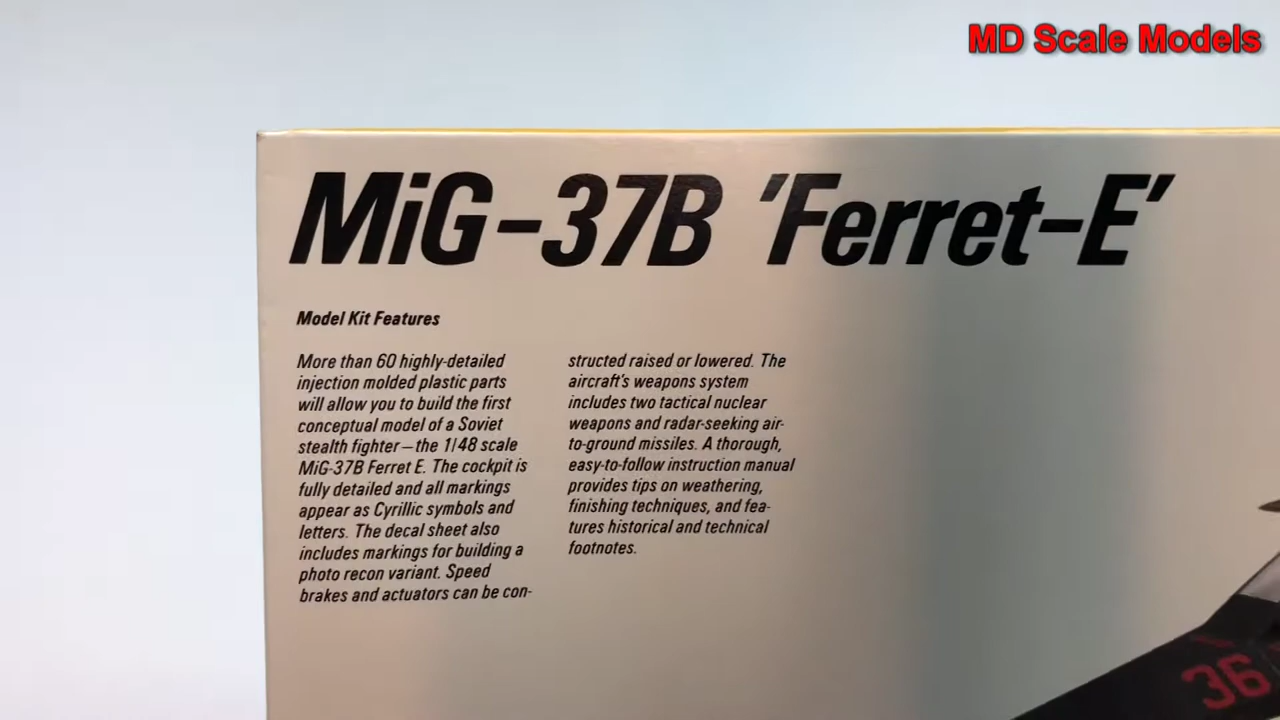 MD Scale Models
MiG-37B 'Ferret-E'
Model Kit Features
More than 60 highly-detailed
injection molded plastic parts
will allow you to build the first
conceptual model of a Soviet
stealth fighter—the 1/48 scale
MiG-37B Ferret E. The cockpit is
fully detailed and all markings
appear as Cyrillic symbols and
letters. The decal sheet also
includes markings for building a
photo recon variant. Speed
brakes and actuators can be con-
structed raised or lowered. The
aircraft's weapons system
includes two tactical nuclear
weapons and radar-seeking air-
to-ground missiles. A thorough,
easy-to-follow instruction manual
provides tips on weathering,
finishing techniques, and fea-
tures historical and technical
footnotes.
36